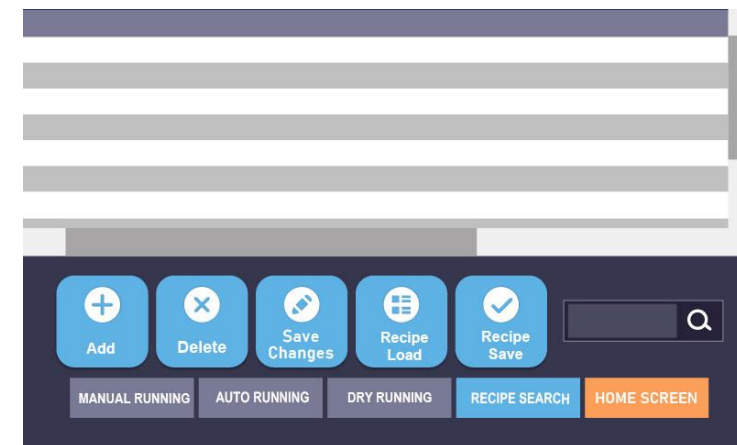 Add
Delete
Save
Changes
Recipe
Load
Recipe
Save
MANUAL RUNNING
AUTO RUNNING
DRY RUNNING
RECIPE SEARCH
HOME SCREEN